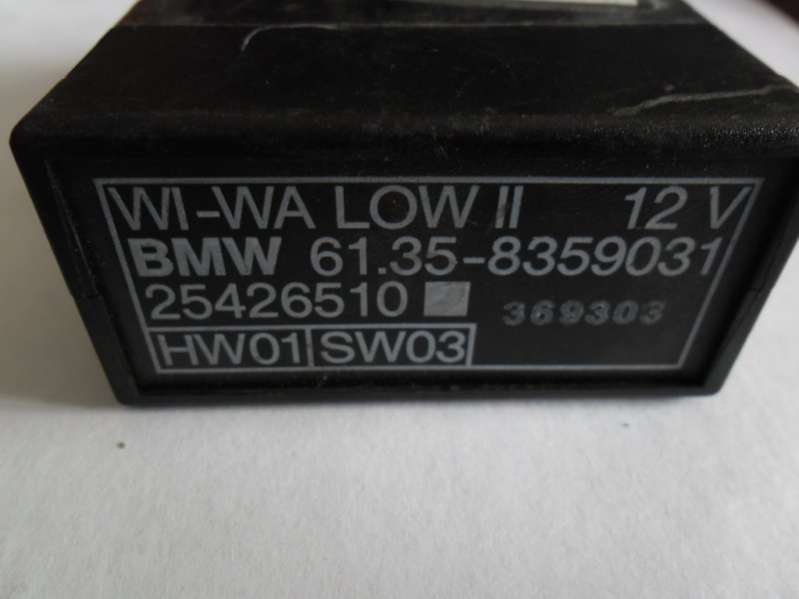 WI-WA LOW II 12 V
BMW 61.35-8359031
25426510 369303
HW01 SW03